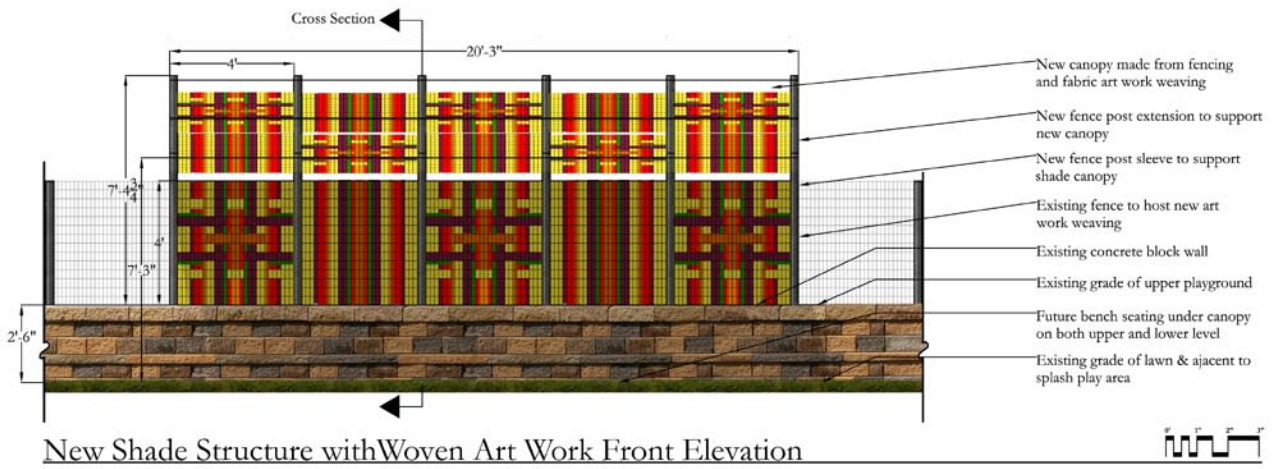 Cross Section
20'-3"
4'
New canopy made from fencing
and fabric art work weaving
New fence post extension to support
new canopy
New fence post sleeve to support
shade canopy
7'-4 3/4"
4'
Existing fence to host new art
work weaving
7'-3"
Existing concrete block wall
Existing grade of upper playground
2'-6"
Future bench seating under canopy
on both upper and lower level
Existing grade of lawn & ajacent to
splash play area
New Shade Structure withWoven Art Work Front Elevation
0' 1" 2" 3"